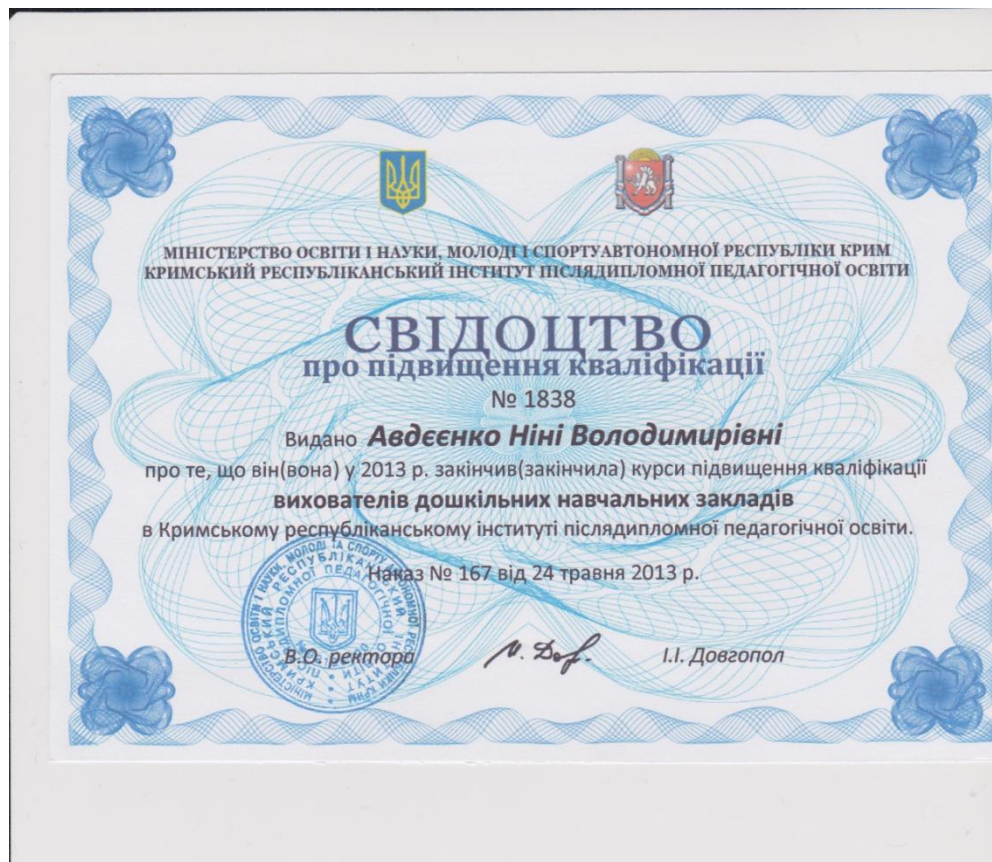 МІНІСТЕРСТВО ОСВІТИ І НАУКИ, МОЛОДІ І СПОРТУАВТОНОМНОЇ РЕСПУБЛІКИ КРИМ
КРИМСЬКИЙ РЕСПУБЛІКАНСЬКИЙ ІНСТИТУТ ПІСЛЯДИПЛОМНОЇ ПЕДАГОГІЧНОЇ ОСВІТИ
СВІДОЦТВО
про підвищення кваліфікації
№ 1838
Видано Авдєєнко Ніні Володимирівні
про те, що він(вона) у 2013 р. закінчив(закінчила) курси підвищення кваліфікації
вихователів дошкільних навчальних закладів
в Кримському республіканському інституті післядипломної педагогічної освіти.
Наказ № 167 від 24 травня 2013 р.
В.О. ректора І.І. Довгопол